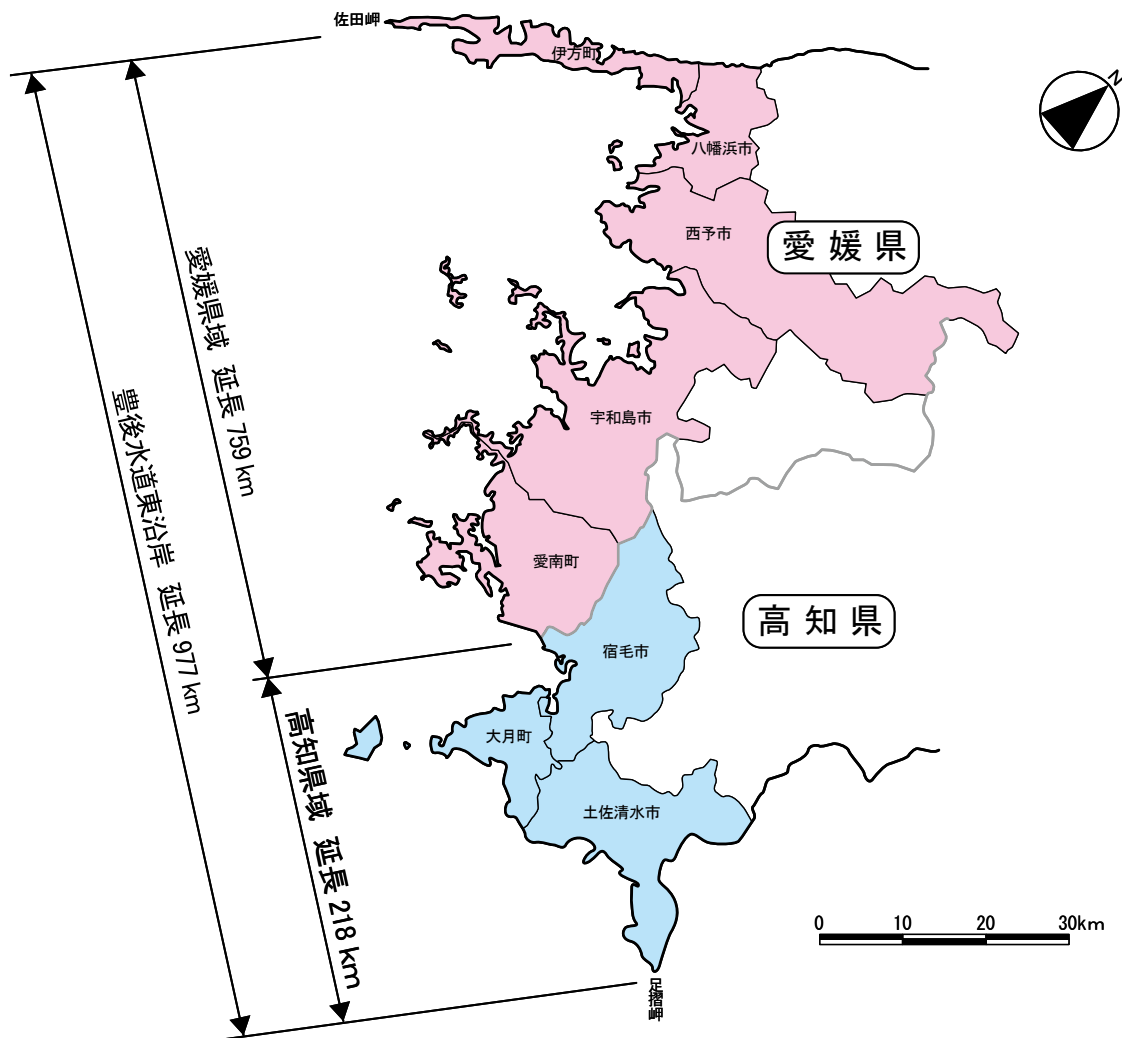 佐田岬
伊方町
N
八幡浜市
西予市
愛媛県
愛媛県域 延長 759 km
豊後水道東沿岸 延長 977 km
宇和島市
愛南町
高知県
宿毛市
高知県域 延長 218 km
大月町
土佐清水市
0 10 20 30km
足摺岬